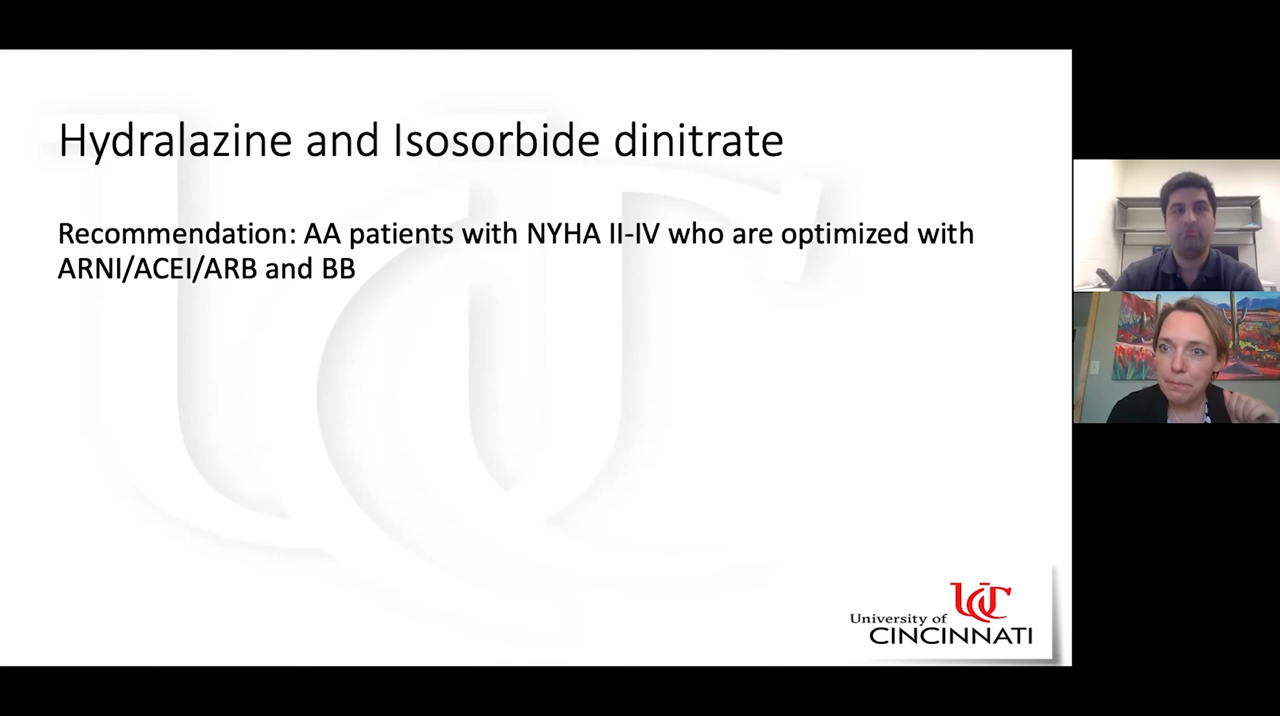 Hydralazine and Isosorbide dinitrate
Recommendation: AA patients with NYHA II-IV who are optimized with
ARNI/ACEI/ARB and BB
UC
University of
CINCINNATI